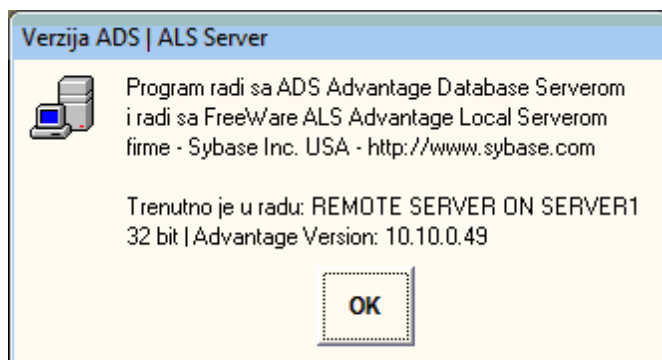 Verzija ADS | ALS Server
Program radi sa ADS Advantage Database Serverom
i radi sa FreeWare ALS Advantage Local Serverom
firme - Sybase Inc. USA - http://www.sybase.com
Trenutno je u radu: REMOTE SERVER ON SERVER1
32 bit | Advantage Version: 10.10.0.49
OK